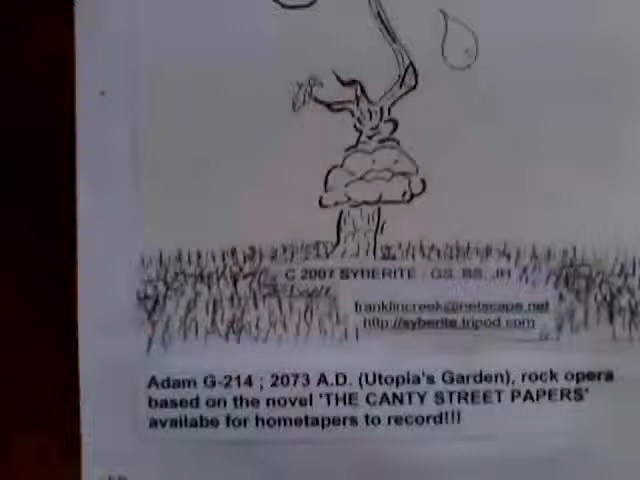 C 2007 SYBERITE - GS, BS, JH
franklincreek@netscape.net
http://syberite.tripod.com
Adam G-214 ; 2073 A.D. (Utopia's Garden), rock opera
based on the novel 'THE CANTY STREET PAPERS'
availabe for hometapers to record!!!